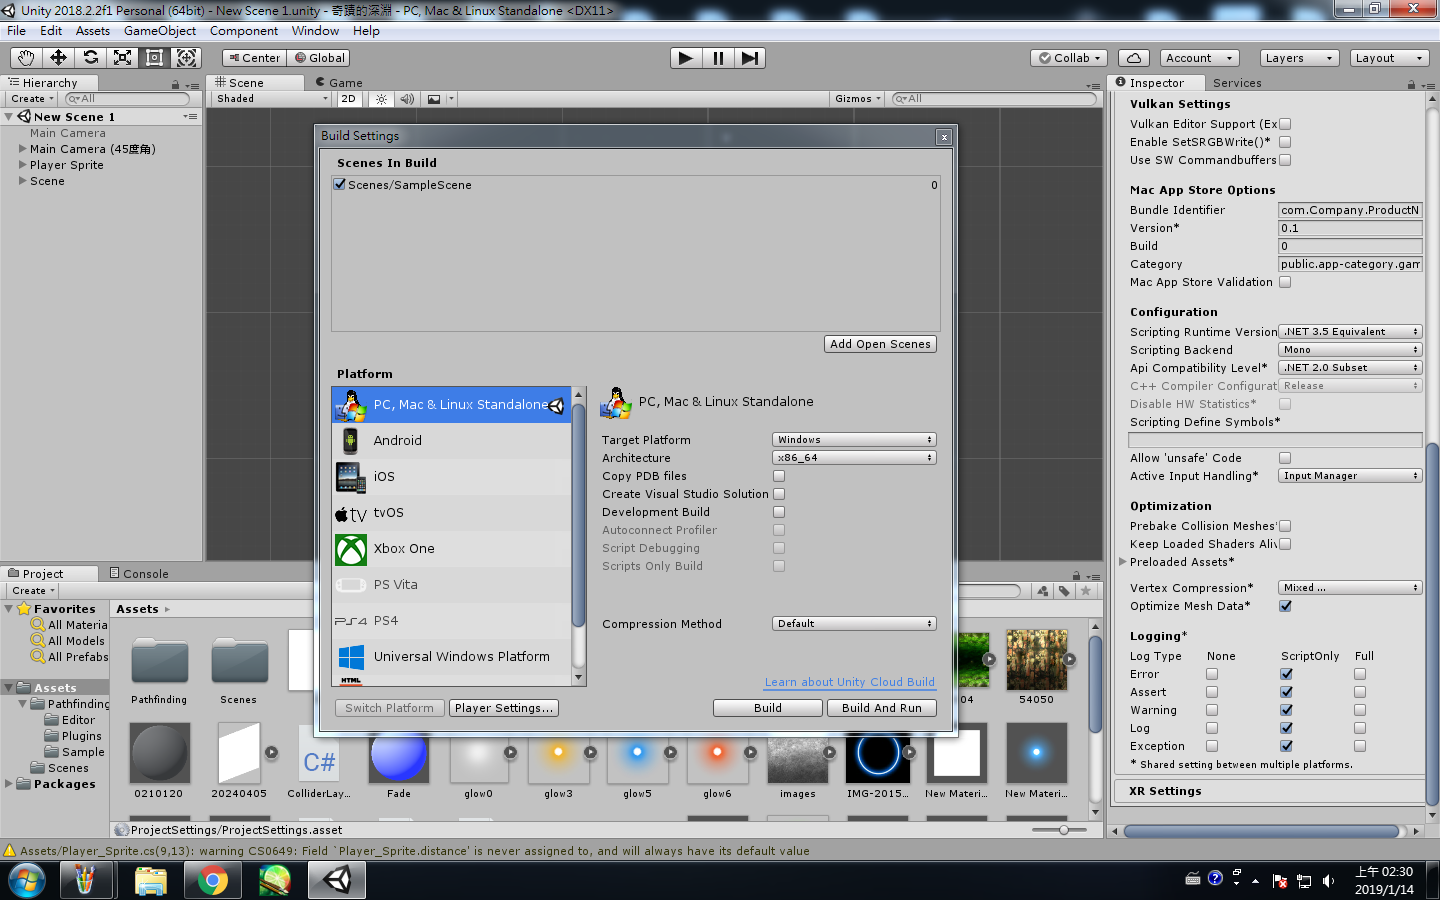 Unity 2018.2.2f1 Personal (64bit) - New Scene 1.unity - 奇蹟的深淵 - PC, Mac & Linux Standalone <DX11>
File Edit Assets GameObject Component Window Help
Center Global Collab Account Layers Layout
Hierarchy
Create All
New Scene 1
Main Camera
Main Camera (45度角)
Player Sprite
Scene
Scene Game
Shaded 2D Gizmos All
Build Settings
Scenes In Build
Scenes/SampleScene 0
Add Open Scenes
Platform
PC, Mac & Linux Standalone
Android
iOS
tvOS
Xbox One
PS Vita
PS4
Universal Windows Platform
HTML
PC, Mac & Linux Standalone
Target Platform Windows
Architecture x86_64
Copy PDB files
Create Visual Studio Solution
Development Build
Autoconnect Profiler
Script Debugging
Scripts Only Build
Compression Method Default
Learn about Unity Cloud Build
Switch Platform Player Settings... Build Build And Run
Inspector Services
Vulkan Settings
Vulkan Editor Support (Ex
Enable SetSRGBWrite()*
Use SW Commandbuffers
Mac App Store Options
Bundle Identifier com.Company.ProductN
Version* 0.1
Build 0
Category public.app-category.gam
Mac App Store Validation
Configuration
Scripting Runtime Version .NET 3.5 Equivalent
Scripting Backend Mono
Api Compatibility Level* .NET 2.0 Subset
C++ Compiler Configurat Release
Disable HW Statistics*
Scripting Define Symbols*
Allow 'unsafe' Code
Active Input Handling* Input Manager
Optimization
Prebake Collision Meshes*
Keep Loaded Shaders Aliv
Preloaded Assets*
Vertex Compression* Mixed ...
Optimize Mesh Data*
Logging*
Log Type None ScriptOnly Full
Error
Assert
Warning
Log
Exception
* Shared setting between multiple platforms.
XR Settings
Project Console
Create
Favorites
All Materia
All Models
All Prefabs
Assets
Pathfinding
Editor
Plugins
Sample
Scenes
Packages
Assets
Pathfinding Scenes 04 54050
C#
0210120 20240405 ColliderLay... Fade glow0 glow3 glow5 glow6 images IMG-2015... New Materi... New Materi...
ProjectSettings/ProjectSettings.asset
Assets/Player_Sprite.cs(9,13): warning CS0649: Field `Player_Sprite.distance' is never assigned to, and will always have its default value
上午 02:30
2019/1/14